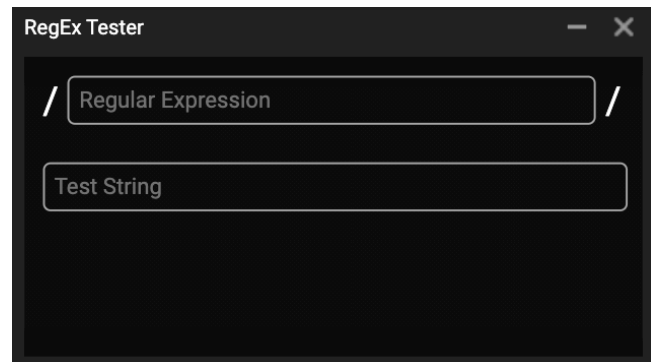 RegEx Tester
/ Regular Expression /
Test String